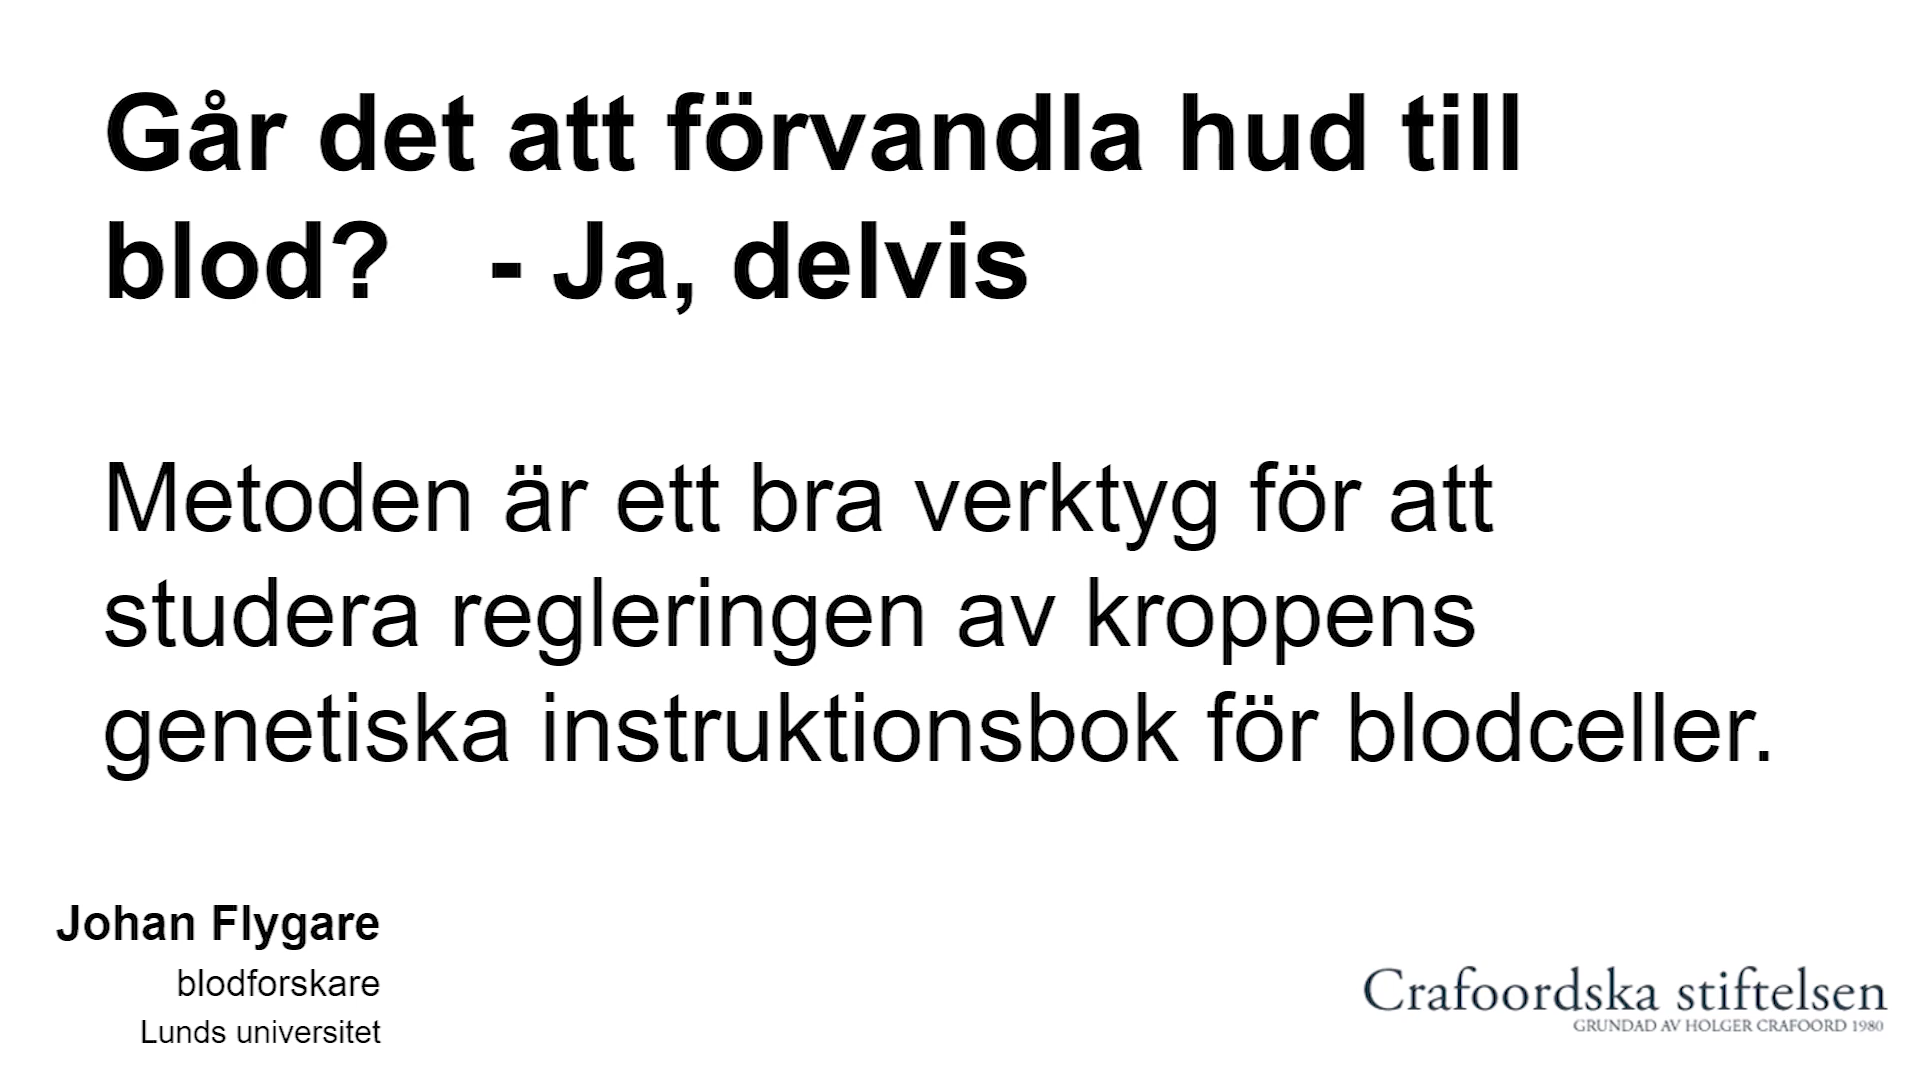 Går det att förvandla hud till
blod? - Ja, delvis
Metoden är ett bra verktyg för att
studera regleringen av kroppens
genetiska instruktionsbok för blodceller.
Johan Flygare
blodforskare
Lunds universitet
Crafoordska stiftelsen
GRUNDAD AV HOLGER CRAFOORD 1980